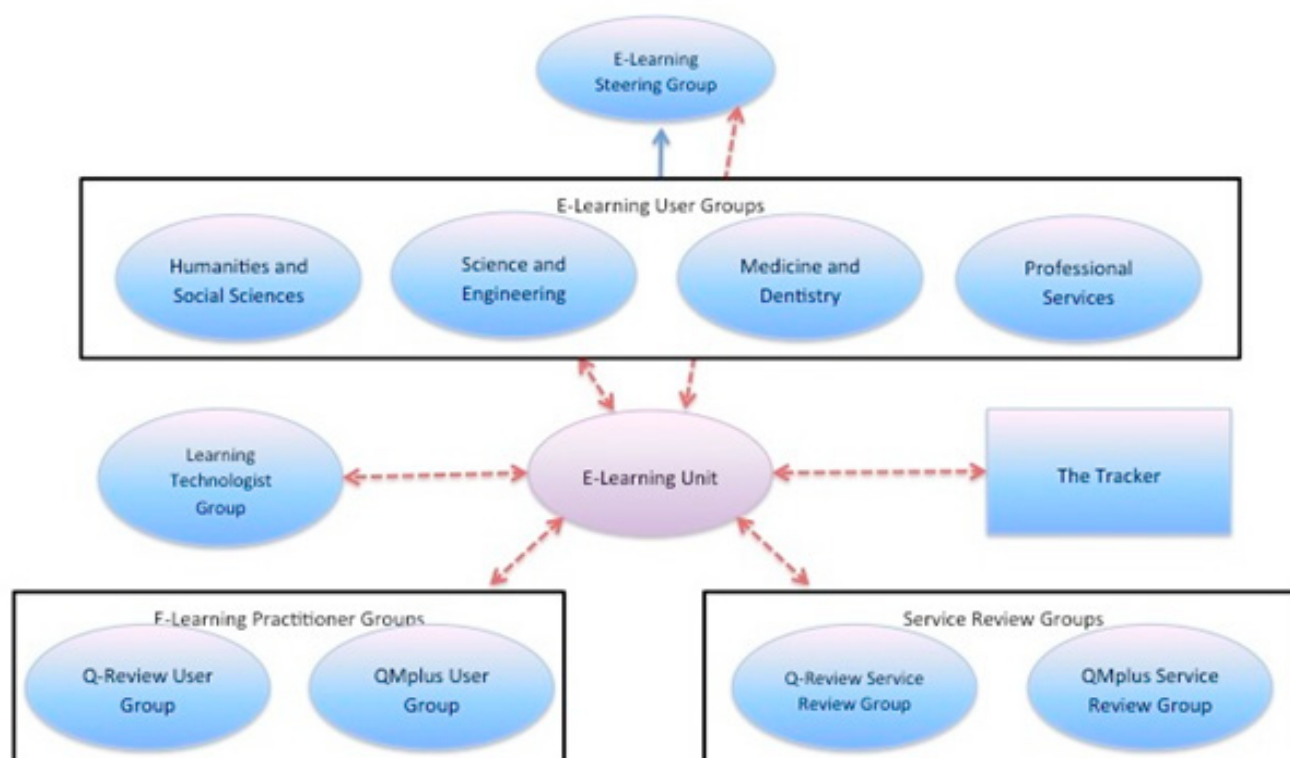 E-Learning
Steering Group
E-Learning User Groups
Humanities and
Social Sciences
Science and
Engineering
Medicine and
Dentistry
Professional
Services
Learning
Technologist
Group
E-Learning Unit
The Tracker
E-Learning Practitioner Groups
Q-Review User
Group
QMplus User
Group
Service Review Groups
Q-Review Service
Review Group
QMplus Service
Review Group